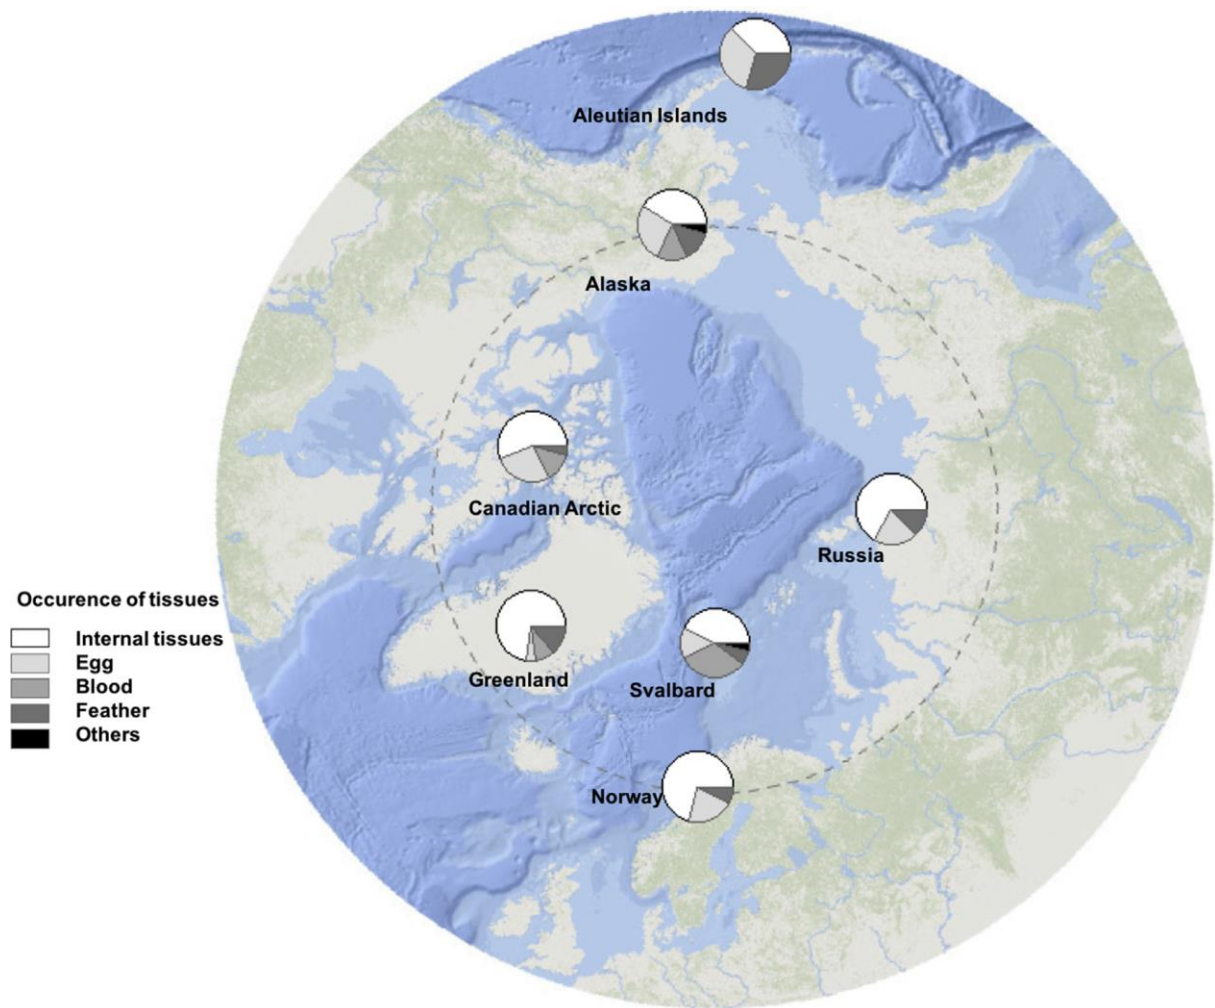 Aleutian Islands
Alaska
Canadian Arctic
Russia
Greenland
Svalbard
Norway
Occurence of tissues
Internal tissues
Egg
Blood
Feather
Others